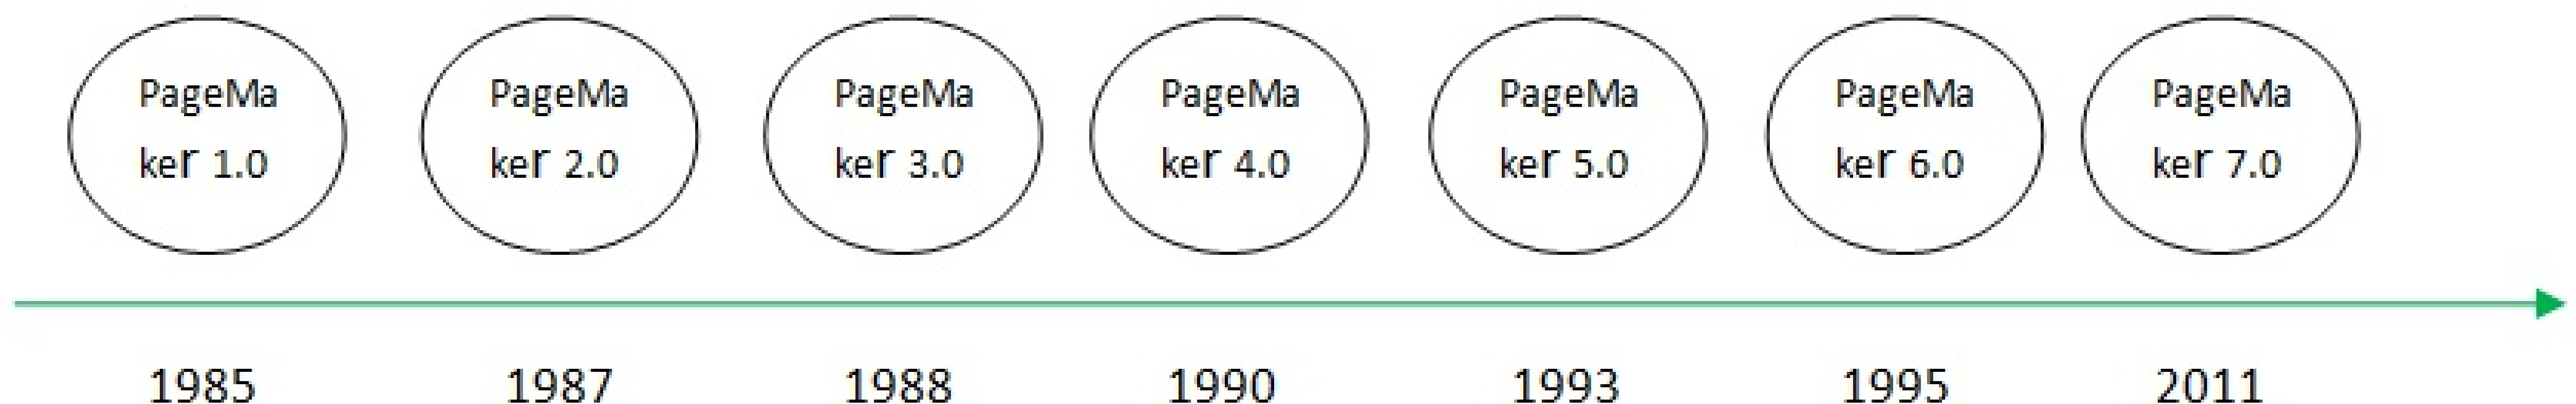 PageMa
ker 1.0
PageMa
ker 2.0
PageMa
ker 3.0
PageMa
ker 4.0
PageMa
ker 5.0
PageMa
ker 6.0
PageMa
ker 7.0
1985
1987
1988
1990
1993
1995
2011